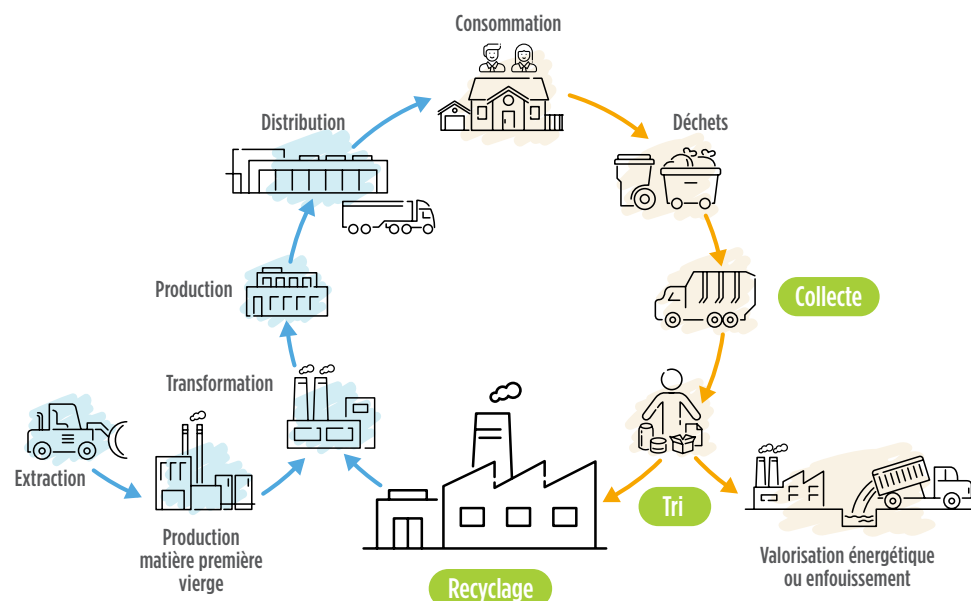 Consommation
Distribution
Déchets
Production
Collecte
Transformation
Extraction
Tri
Production
matière première
vierge
Valorisation énergétique
ou enfouissement
Recyclage